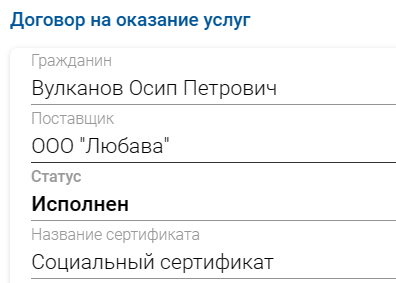 Договор на оказание услуг
Гражданин
Вулканов Осип Петрович
Поставщик
ООО "Любава"
Статус
Исполнен
Название сертификата
Социальный сертификат